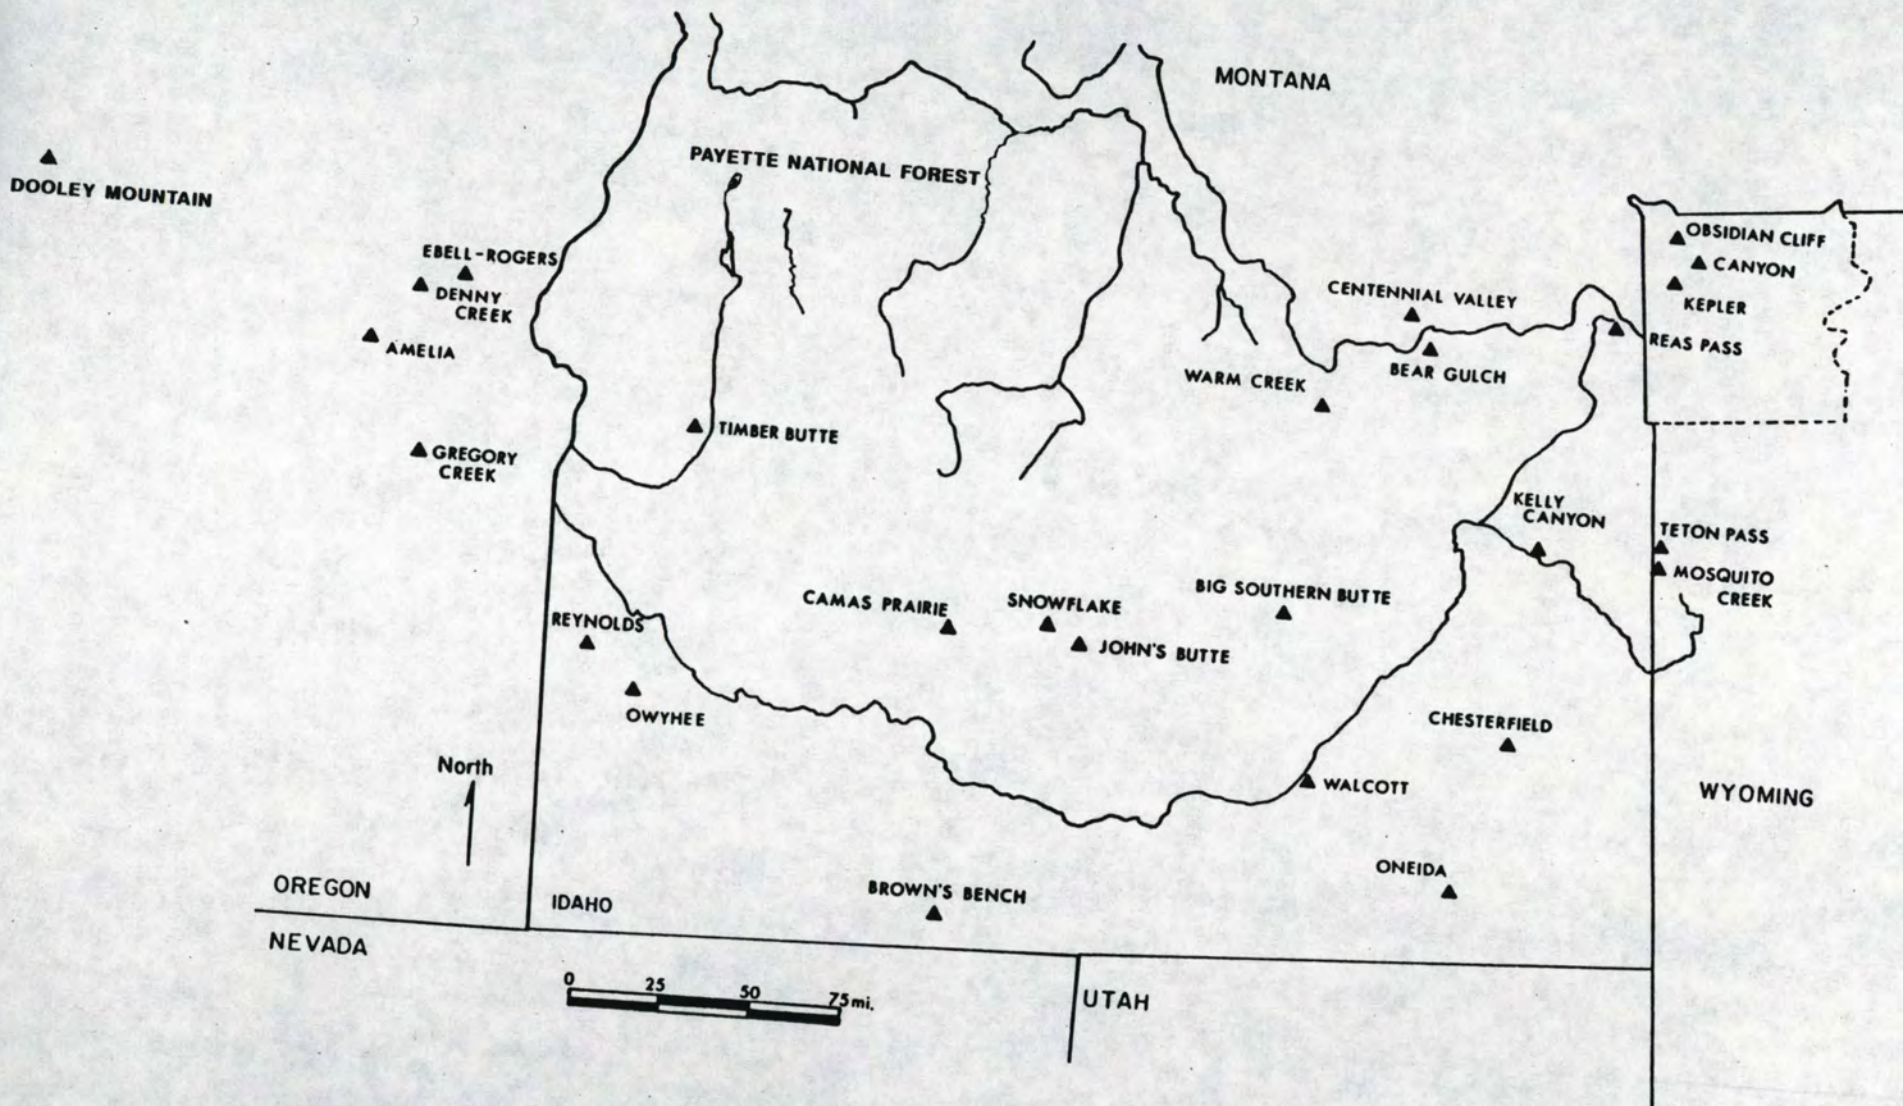 MONTANA
PAYETTE NATIONAL FOREST
DOOLEY MOUNTAIN
OBSIDIAN CLIFF
CANYON
KEPLER
EBELL-ROGERS
DENNY
CREEK
CENTENNIAL VALLEY
REAS PASS
AMELIA
BEAR GULCH
WARM CREEK
TIMBER BUTTE
GREGORY
CREEK
KELLY
CANYON
TETON PASS
MOSQUITO
CREEK
BIG SOUTHERN BUTTE
CAMAS PRAIRIE
SNOWFLAKE
JOHN'S BUTTE
REYNOLDS
OWYHEE
CHESTERFIELD
North
WALCOTT
WYOMING
ONEIDA
OREGON
BROWN'S BENCH
IDAHO
NEVADA
0 25 50 75 mi.
UTAH